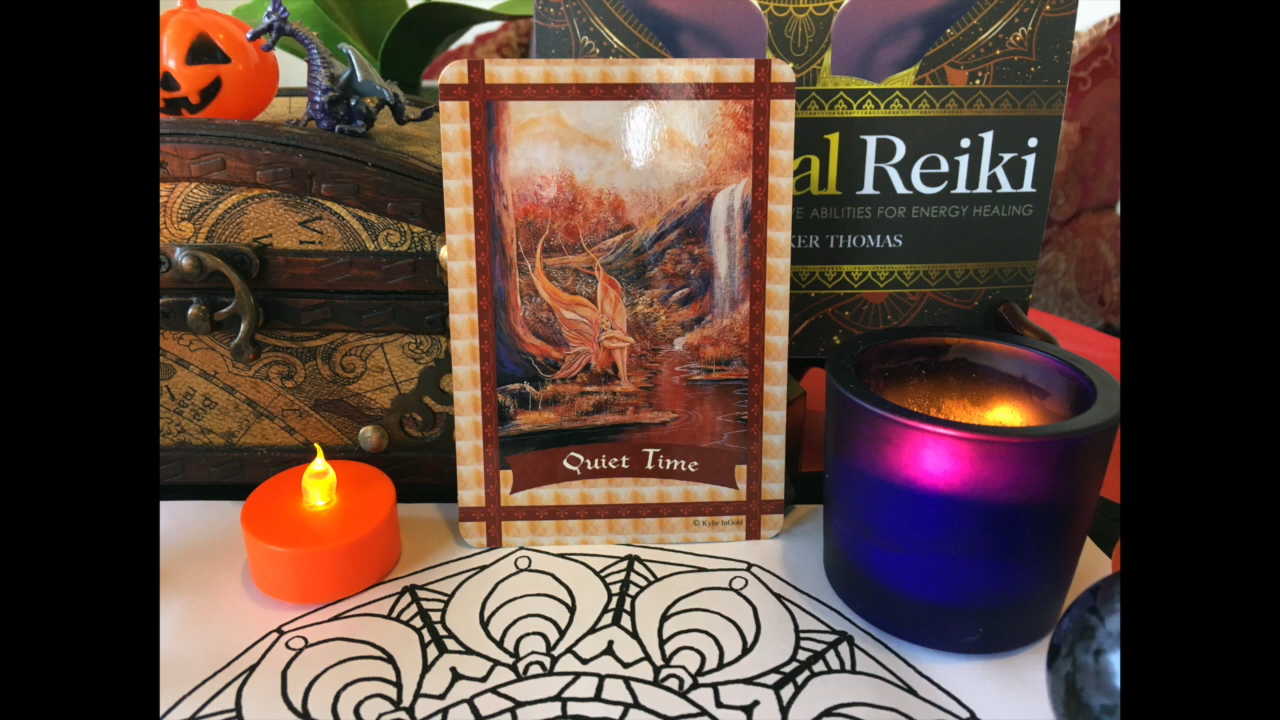 al Reiki
E ABILITIES FOR ENERGY HEALING
KER THOMAS
Quiet Time
© Kylie InGold